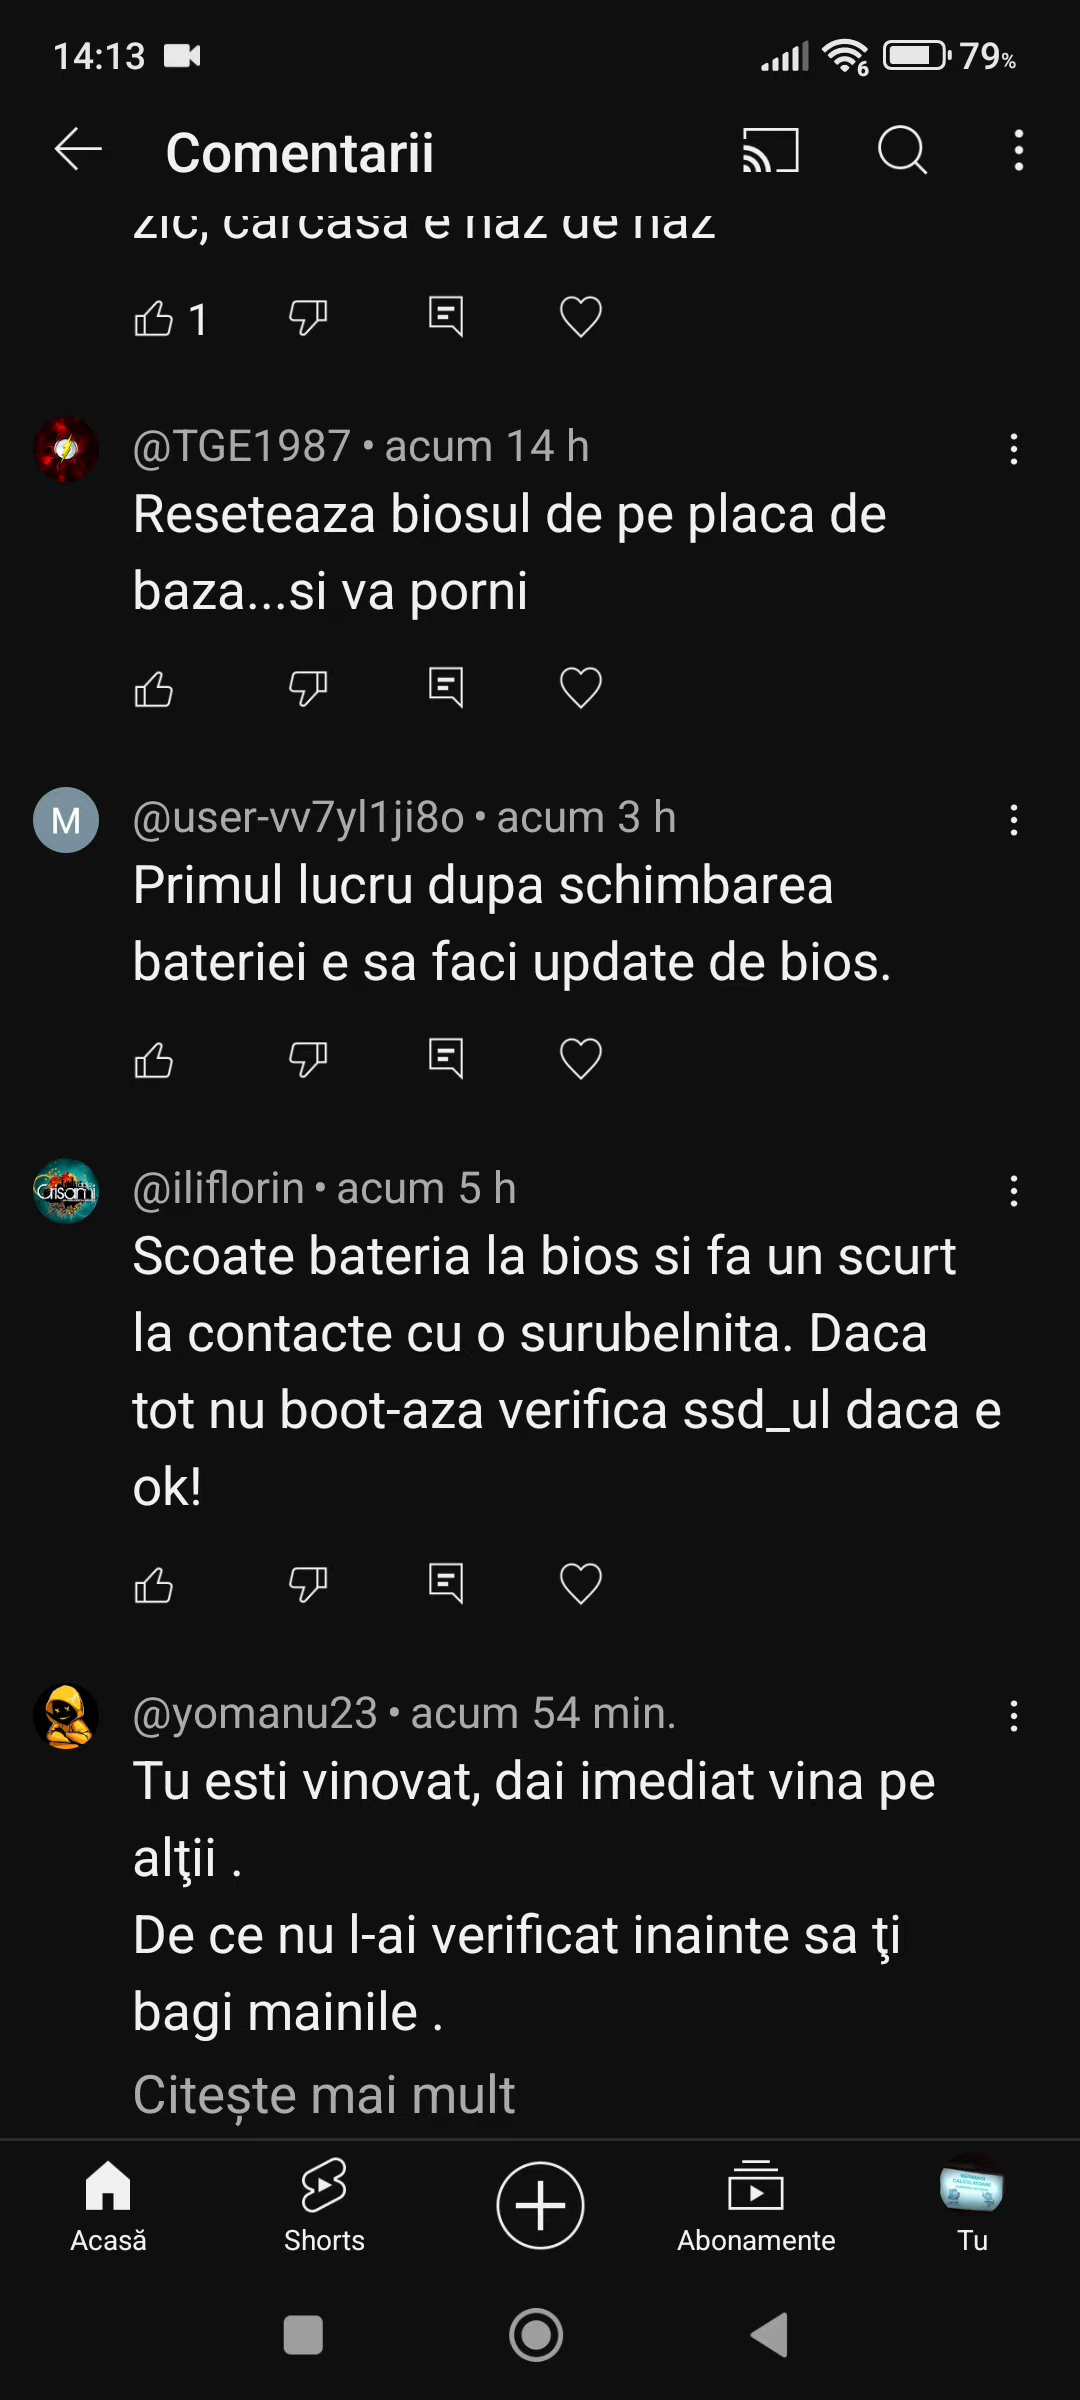 14:13
79%
Comentarii
zic, carcasa e haz de haz
1
@TGE1987 • acum 14 h
Reseteaza biosul de pe placa de
baza...si va porni
M
@user-vv7yl1ji8o • acum 3 h
Primul lucru dupa schimbarea
bateriei e sa faci update de bios.
Crisami
@iliflorin • acum 5 h
Scoate bateria la bios si fa un scurt
la contacte cu o surubelnita. Daca
tot nu boot-aza verifica ssd_ul daca e
ok!
@yomanu23 • acum 54 min.
Tu esti vinovat, dai imediat vina pe
alţii .
De ce nu l-ai verificat inainte sa ţi
bagi mainile .
Citește mai mult
Acasă
Shorts
Abonamente
Tu